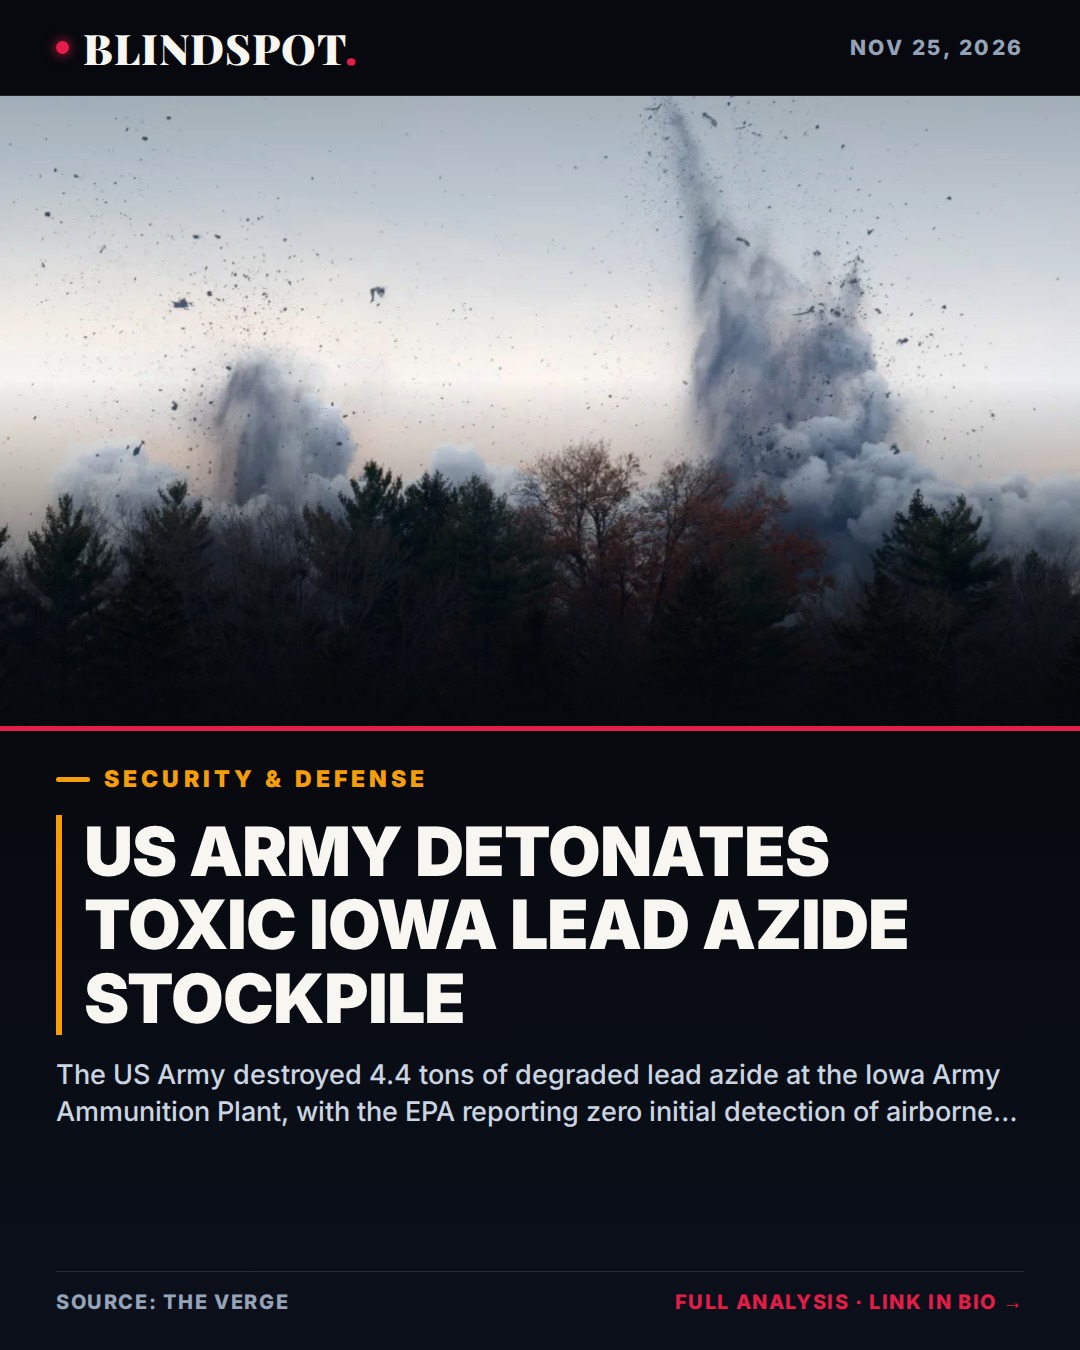 BLINDSPOT.
NOV 25, 2026
SECURITY & DEFENSE
US ARMY DETONATES
TOXIC IOWA LEAD AZIDE
STOCKPILE
The US Army destroyed 4.4 tons of degraded lead azide at the Iowa Army
Ammunition Plant, with the EPA reporting zero initial detection of airborne...
SOURCE: THE VERGE
FULL ANALYSIS · LINK IN BIO →